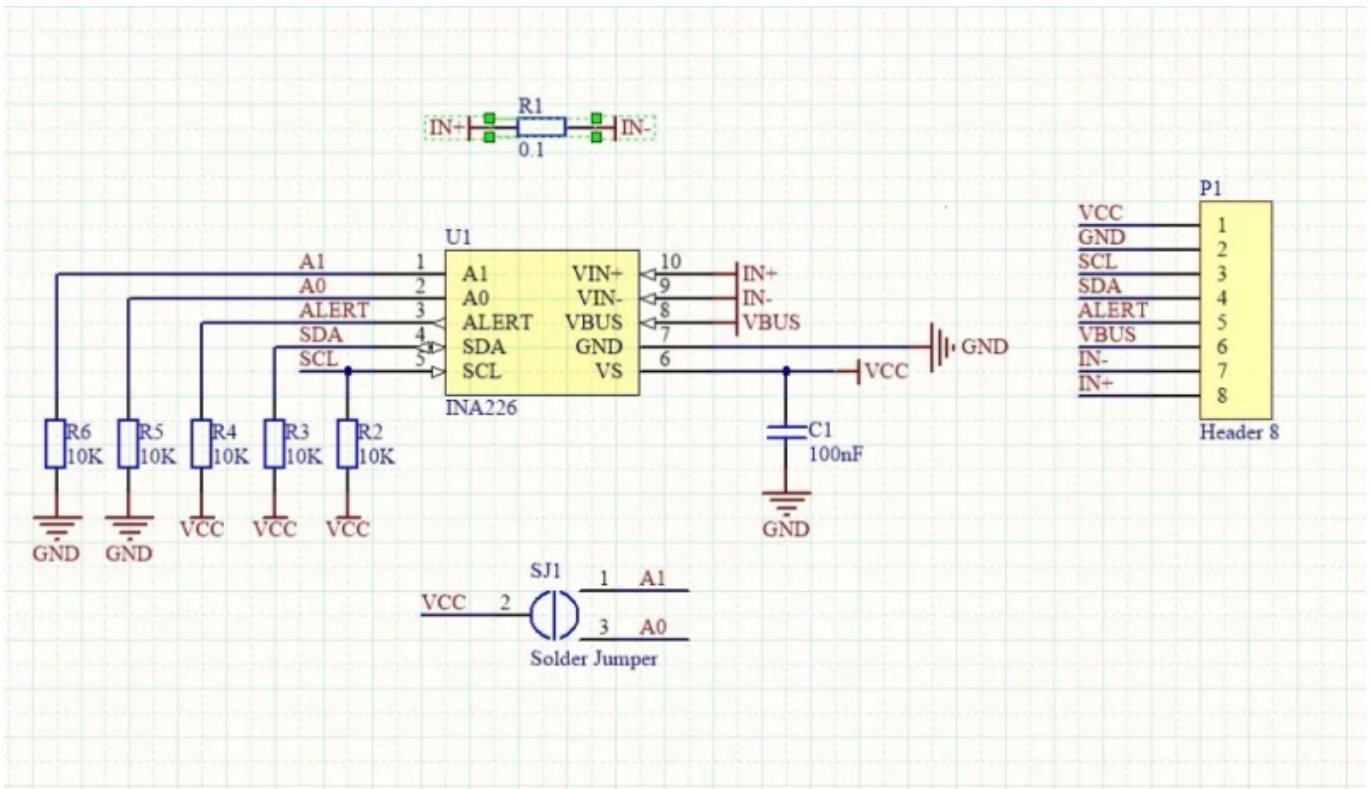 R1
IN+ IN-
0.1
P1
VCC
1
GND
2
SCL
3
SDA
4
ALERT
5
VBUS
6
IN-
7
IN+
8
Header 8
U1
A1 1 A1 VIN+ 10 IN+
A0 2 A0 VIN- 9 IN-
ALERT 3 ALERT VBUS 8 VBUS
SDA 4 SDA GND 7 GND
SCL 5 SCL VS 6 VCC
INA226
R6 R5 R4 R3 R2 C1
10K 10K 10K 10K 10K 100nF
VCC VCC VCC GND
GND GND
SJ1
1 A1
VCC 2
3 A0
Solder Jumper